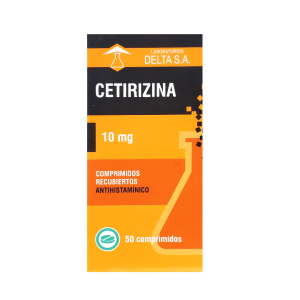 LABORATORIOS
DELTA S.A.
CETIRIZINA
10 mg
COMPRIMIDOS
RECUBIERTOS
ANTIHISTAMÍNICO
50 comprimidos